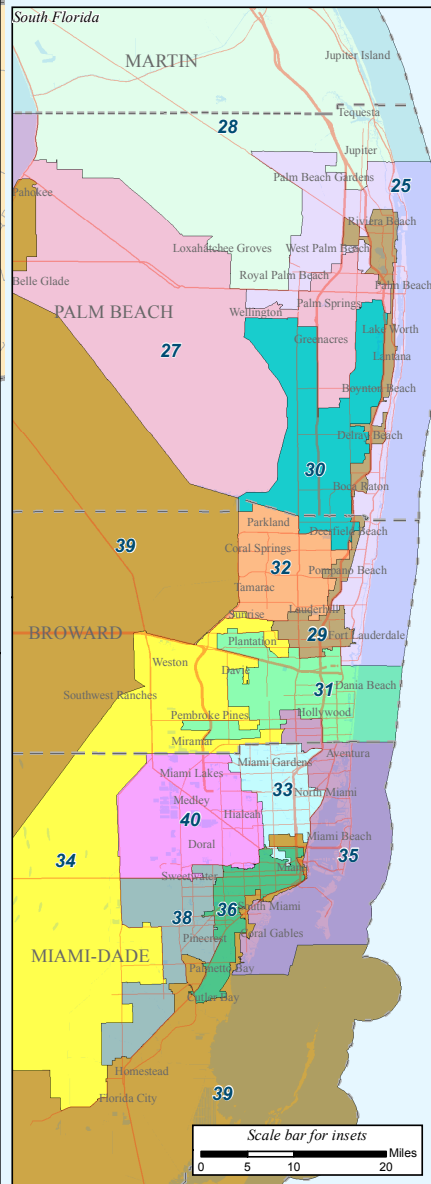 South Florida
MARTIN
Jupiter Island
Tequesta
28
Jupiter
Palm Beach Gardens
25
Pahokee
Riviera Beach
Loxahatchee Groves
West Palm Beach
Royal Palm Beach
Belle Glade
Palm Beach
Palm Springs
PALM BEACH
Wellington
Lake Worth
Greenacres
27
Lantana
Boynton Beach
Delray Beach
30
Boca Raton
Parkland
Deerfield Beach
39
Coral Springs
32
Pompano Beach
Tamarac
Lauderhill
Sunrise
BROWARD
29
Fort Lauderdale
Plantation
Weston
Davie
31
Dania Beach
Southwest Ranches
Pembroke Pines
Hollywood
Miramar
Aventura
Miami Gardens
Miami Lakes
33
North Miami
Medley
Hialeah
40
Miami Beach
Doral
35
34
Miami
Sweetwater
36
South Miami
38
Coral Gables
Pinecrest
MIAMI-DADE
Palmetto Bay
Cutler Bay
Homestead
39
Florida City
Scale bar for insets
Miles
0 5 10 20